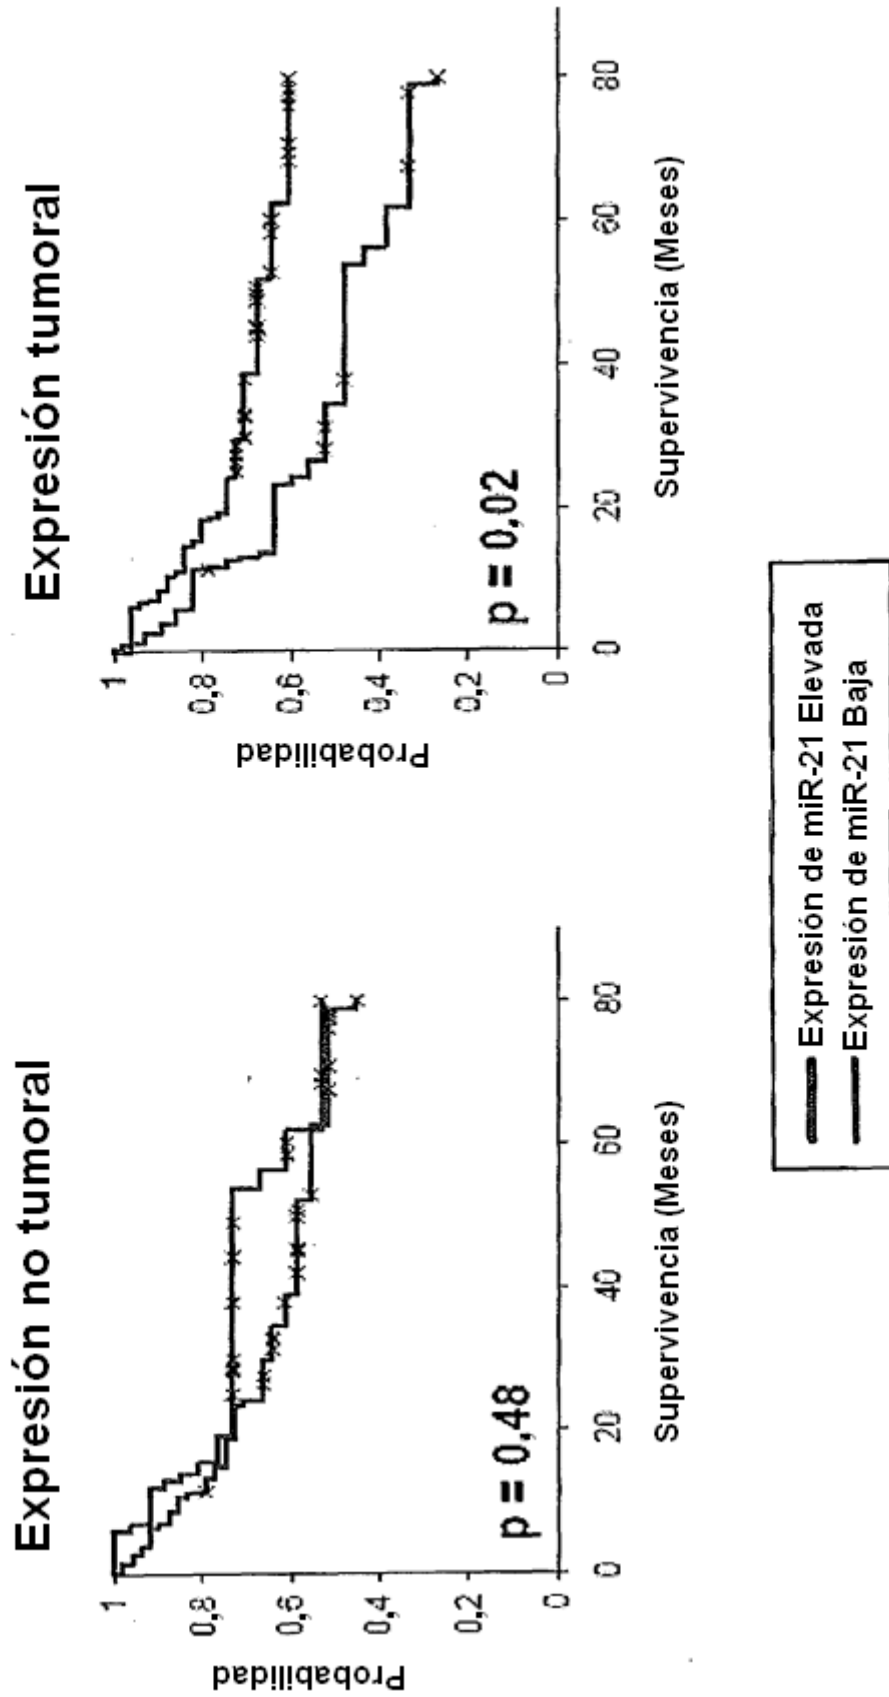 Expresión no tumoral
Probabilidad
1
0,8
0,6
0,4
0,2
0
0
20
40
60
80
p = 0,48
Supervivencia (Meses)
Expresión tumoral
Probabilidad
1
0,8
0,6
0,4
0,2
0
0
20
40
60
80
p = 0,02
Supervivencia (Meses)
Expresión de miR-21 Elevada
Expresión de miR-21 Baja